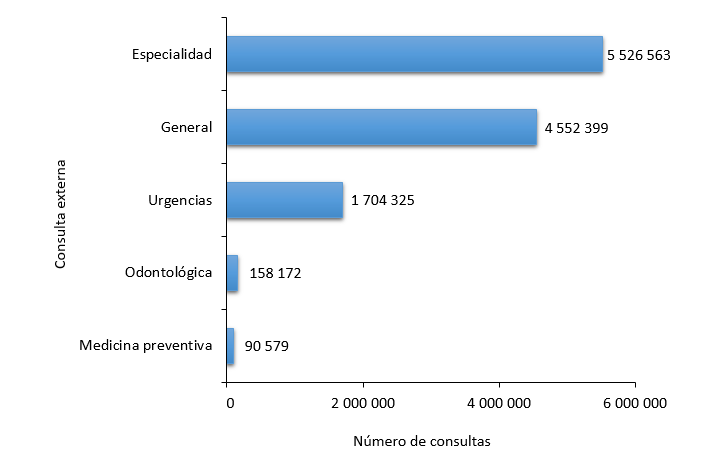 Especialidad
5 526 563
General
4 552 399
Urgencias
1 704 325
Odontológica
158 172
Medicina preventiva
90 579
Consulta externa
0
2 000 000
4 000 000
6 000 000
Número de consultas